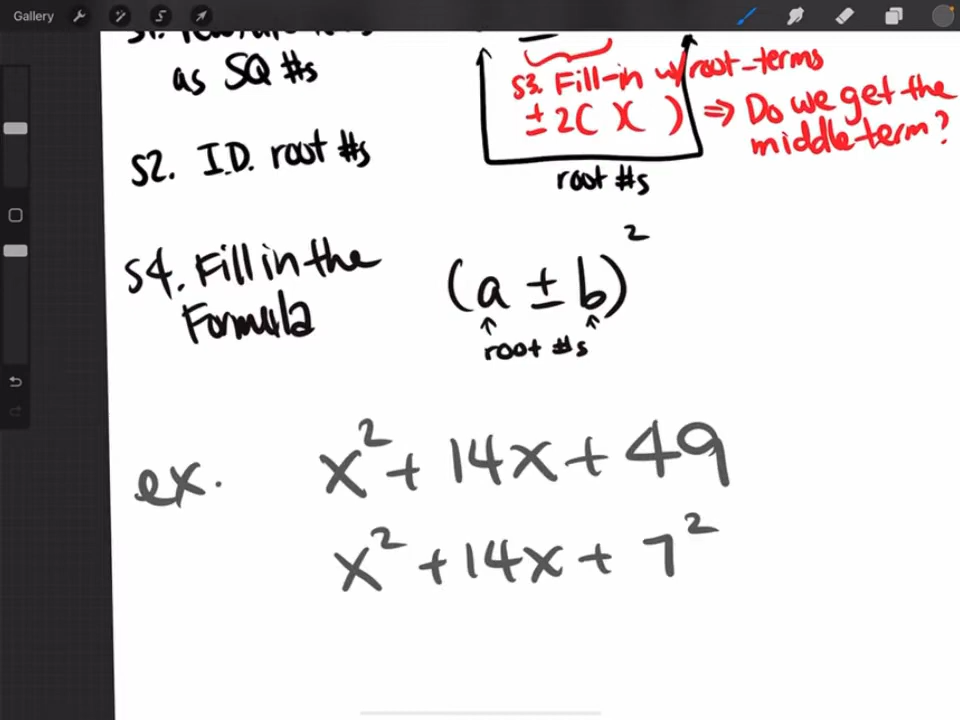 Gallery
as SQ #s
S3. Fill-in w/ root-terms
±2( )( ) ⇒ Do we get the
middle term?
S2. I.D. root #s
root #s
S4. Fill in the
Formula
(a ± b)²
root #s
ex. x² + 14x + 49
x² + 14x + 7²